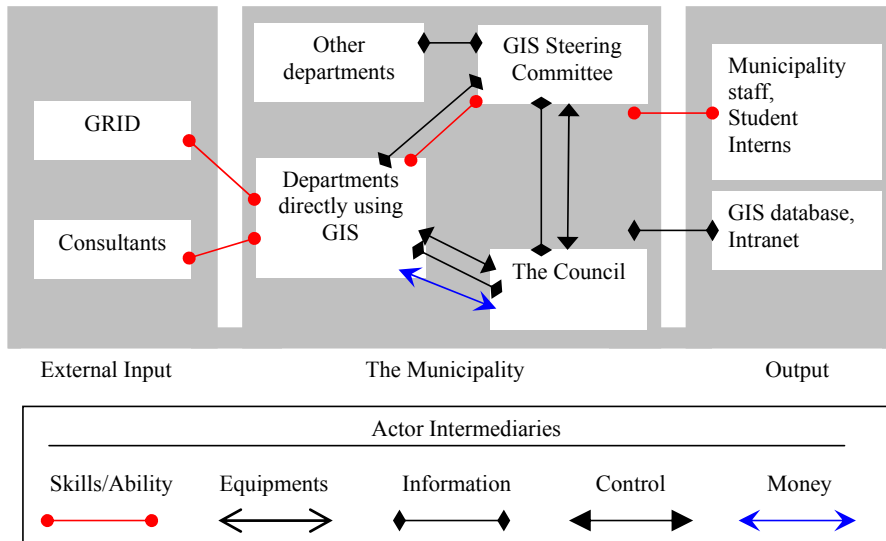 Other
departments
GIS Steering
Committee
Municipality
staff,
Student
Interns
GRID
Departments
directly using
GIS
GIS database,
Intranet
Consultants
The Council
External Input
The Municipality
Output
Actor Intermediaries
Skills/Ability
Equipments
Information
Control
Money